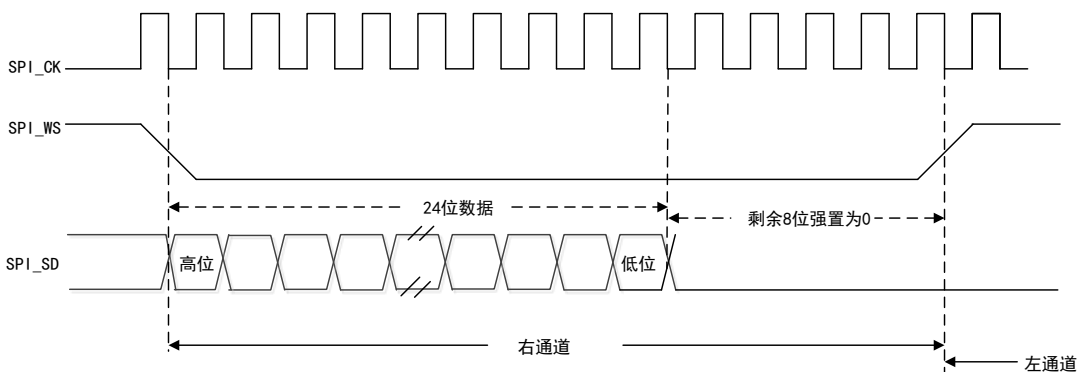 SPI_CK
SPI_WS
24位数据
剩余8位强置为0
SPI_SD
高位
低位
右通道
左通道